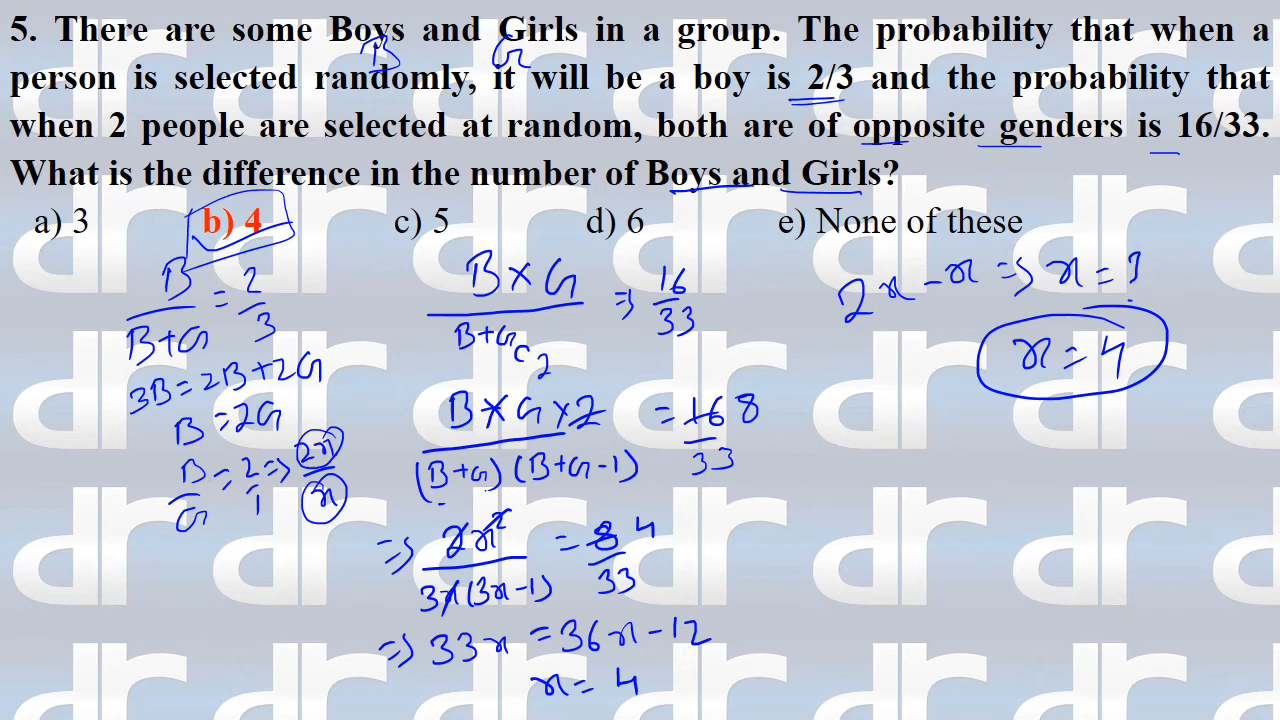 5. There are some Boys and Girls in a group. The probability that when a
B G
person is selected randomly, it will be a boy is 2/3 and the probability that
when 2 people are selected at random, both are of opposite genders is 16/33.
What is the difference in the number of Boys and Girls?
a) 3 b) 4 c) 5 d) 6 e) None of these
B/B+G = 2/3
3B = 2B+2G
B = 2G
B/G = 2/1 => 2x/x
B×G / B+G C 2 => 16/33
B×G×2 / (B+G)(B+G-1) = 16 8 / 33
=> 2x² / 3x(3x-1) = 8 4 / 33
=> 33x = 36x-12
x = 4
2x-x => x = ?
x = 4
dr